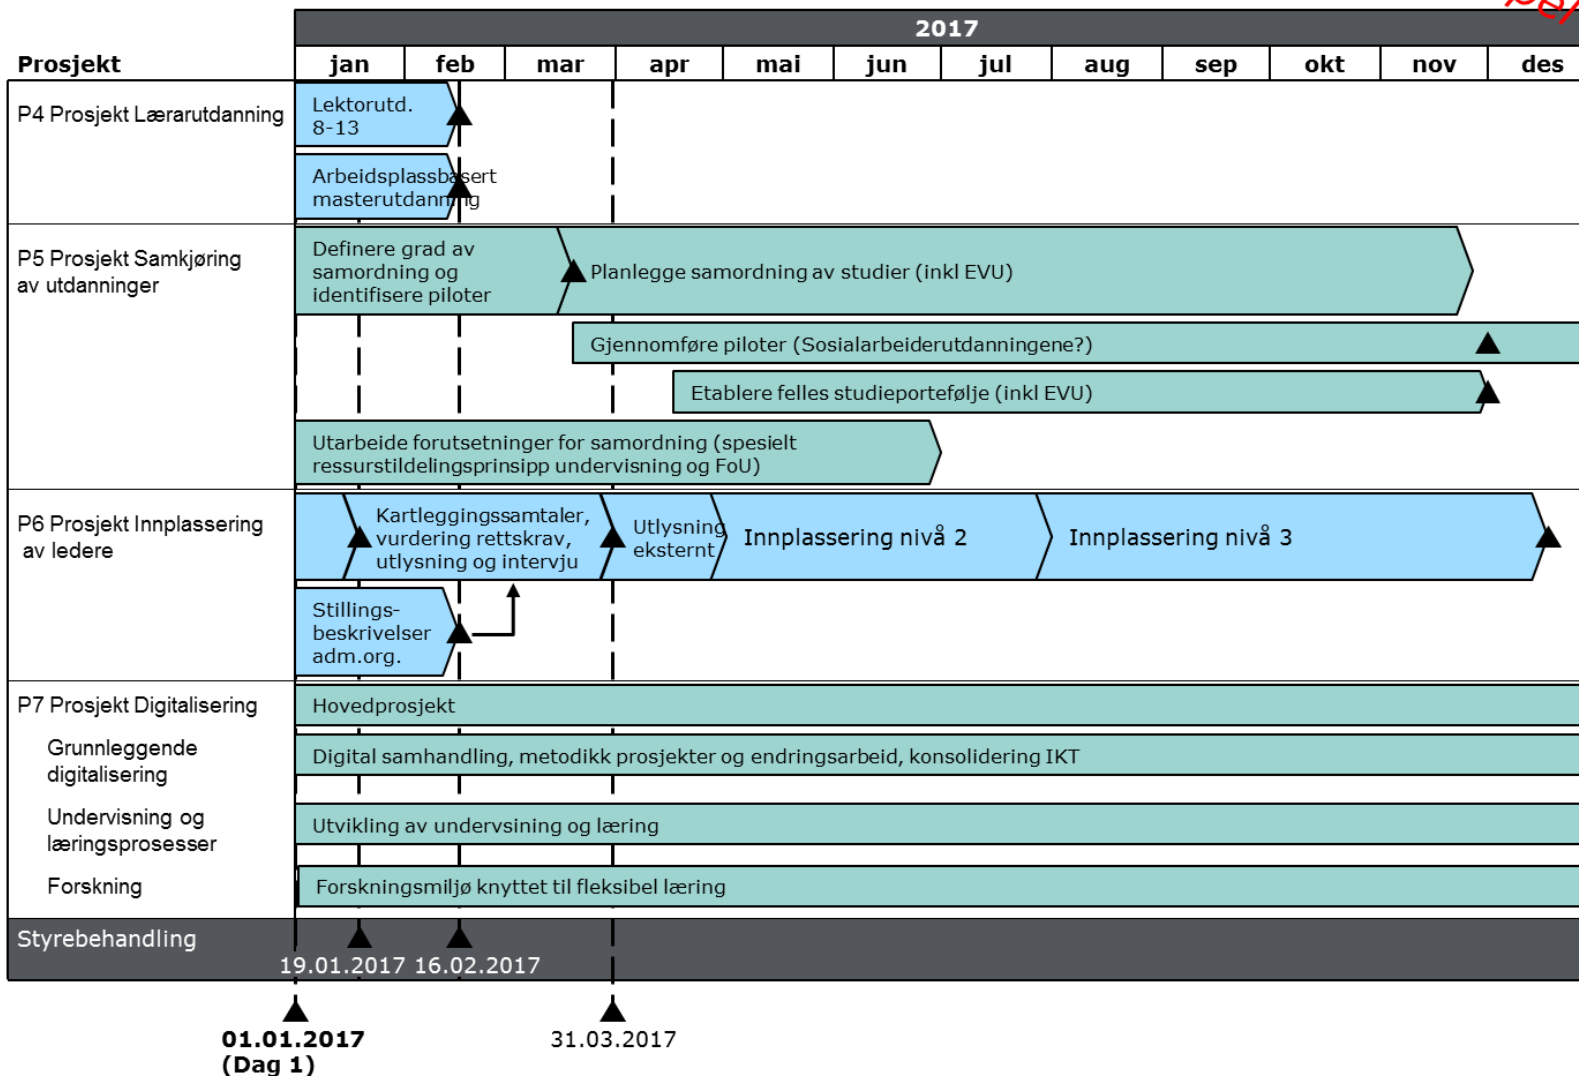 2017
Prosjekt
jan
feb
mar
apr
mai
jun
jul
aug
sep
okt
nov
des
P4 Prosjekt Lærarutdanning
Lektorutd.
8-13
Arbeidsplassbasert
masterutdanning
P5 Prosjekt Samkjøring
av utdanninger
Definere grad av
samordning og
identifisere piloter
Planlegge samordning av studier (inkl EVU)
Gjennomføre piloter (Sosialarbeiderutdanningene?)
Etablere felles studieportefølje (inkl EVU)
Utarbeide forutsetninger for samordning (spesielt
ressurstildelingsprinsipp undervisning og FoU)
P6 Prosjekt Innplassering
av ledere
Kartleggingssamtaler,
vurdering rettskrav,
utlysning og intervju
Utlysning
eksternt
Innplassering nivå 2
Innplassering nivå 3
Stillings-
beskrivelser
adm.org.
P7 Prosjekt Digitalisering
Hovedprosjekt
Grunnleggende
digitalisering
Digital samhandling, metodikk prosjekter og endringsarbeid, konsolidering IKT
Undervisning og
læringsprosesser
Utvikling av undervsining og læring
Forskning
Forskningsmiljø knyttet til fleksibel læring
Styrebehandling
19.01.2017
16.02.2017
01.01.2017
(Dag 1)
31.03.2017